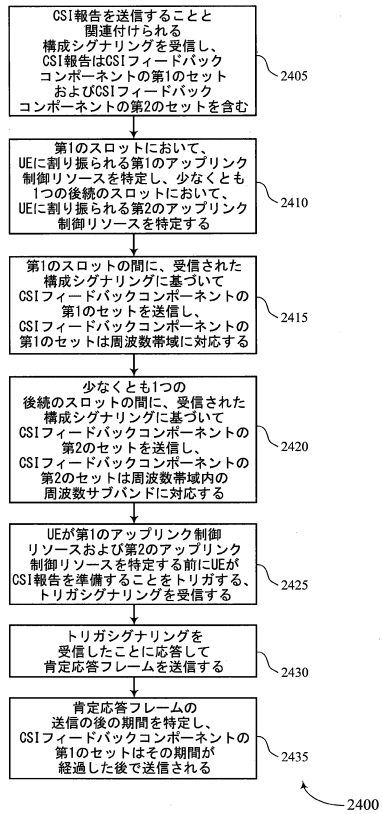 CSI報告を送信することと
関連付けられる
構成シグナリングを受信し、
CSI報告はCSIフィードバック
コンポーネントの第1のセット
およびCSIフィードバック
コンポーネントの第2のセットを含む
2405
第1のスロットにおいて、
UEに割り振られる第1のアップリンク
制御リソースを特定し、少なくとも
1つの後続のスロットにおいて、
UEに割り振られる第2のアップリンク
制御リソースを特定する
2410
第1のスロットの間に、受信された
構成シグナリングに基づいて
CSIフィードバックコンポーネントの
第1のセットを送信し、
CSIフィードバックコンポーネントの
第1のセットは周波数帯域に対応する
2415
少なくとも1つの
後続のスロットの間に、受信された
構成シグナリングに基づいて
CSIフィードバックコンポーネントの
第2のセットを送信し、
CSIフィードバックコンポーネントの
第2のセットは周波数帯域内の
周波数サブバンドに対応する
2420
UEが第1のアップリンク制御
リソースおよび第2のアップリンク
制御リソースを特定する前にUEが
CSI報告を準備することをトリガする、
トリガシグナリングを受信する
2425
トリガシグナリングを
受信したことに応答して
肯定応答フレームを送信する
2430
肯定応答フレームの
送信の後の期間を特定し、
CSIフィードバックコンポーネントの
第1のセットはその期間が
経過した後で送信される
2435
2400